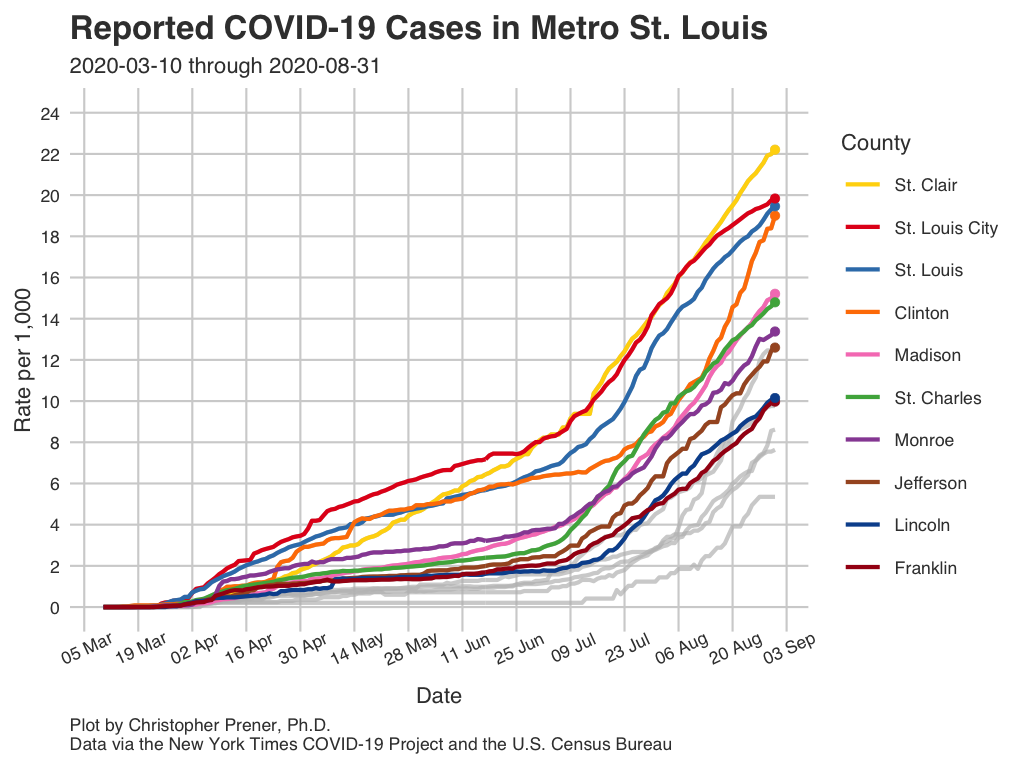 Reported COVID-19 Cases in Metro St. Louis
2020-03-10 through 2020-08-31
Rate per 1,000
24
22
20
18
16
14
12
10
8
6
4
2
0
05 Mar
19 Mar
02 Apr
16 Apr
30 Apr
14 May
28 May
11 Jun
25 Jun
09 Jul
23 Jul
06 Aug
20 Aug
03 Sep
Date
County
St. Clair
St. Louis City
St. Louis
Clinton
Madison
St. Charles
Monroe
Jefferson
Lincoln
Franklin
Plot by Christopher Prener, Ph.D.
Data via the New York Times COVID-19 Project and the U.S. Census Bureau